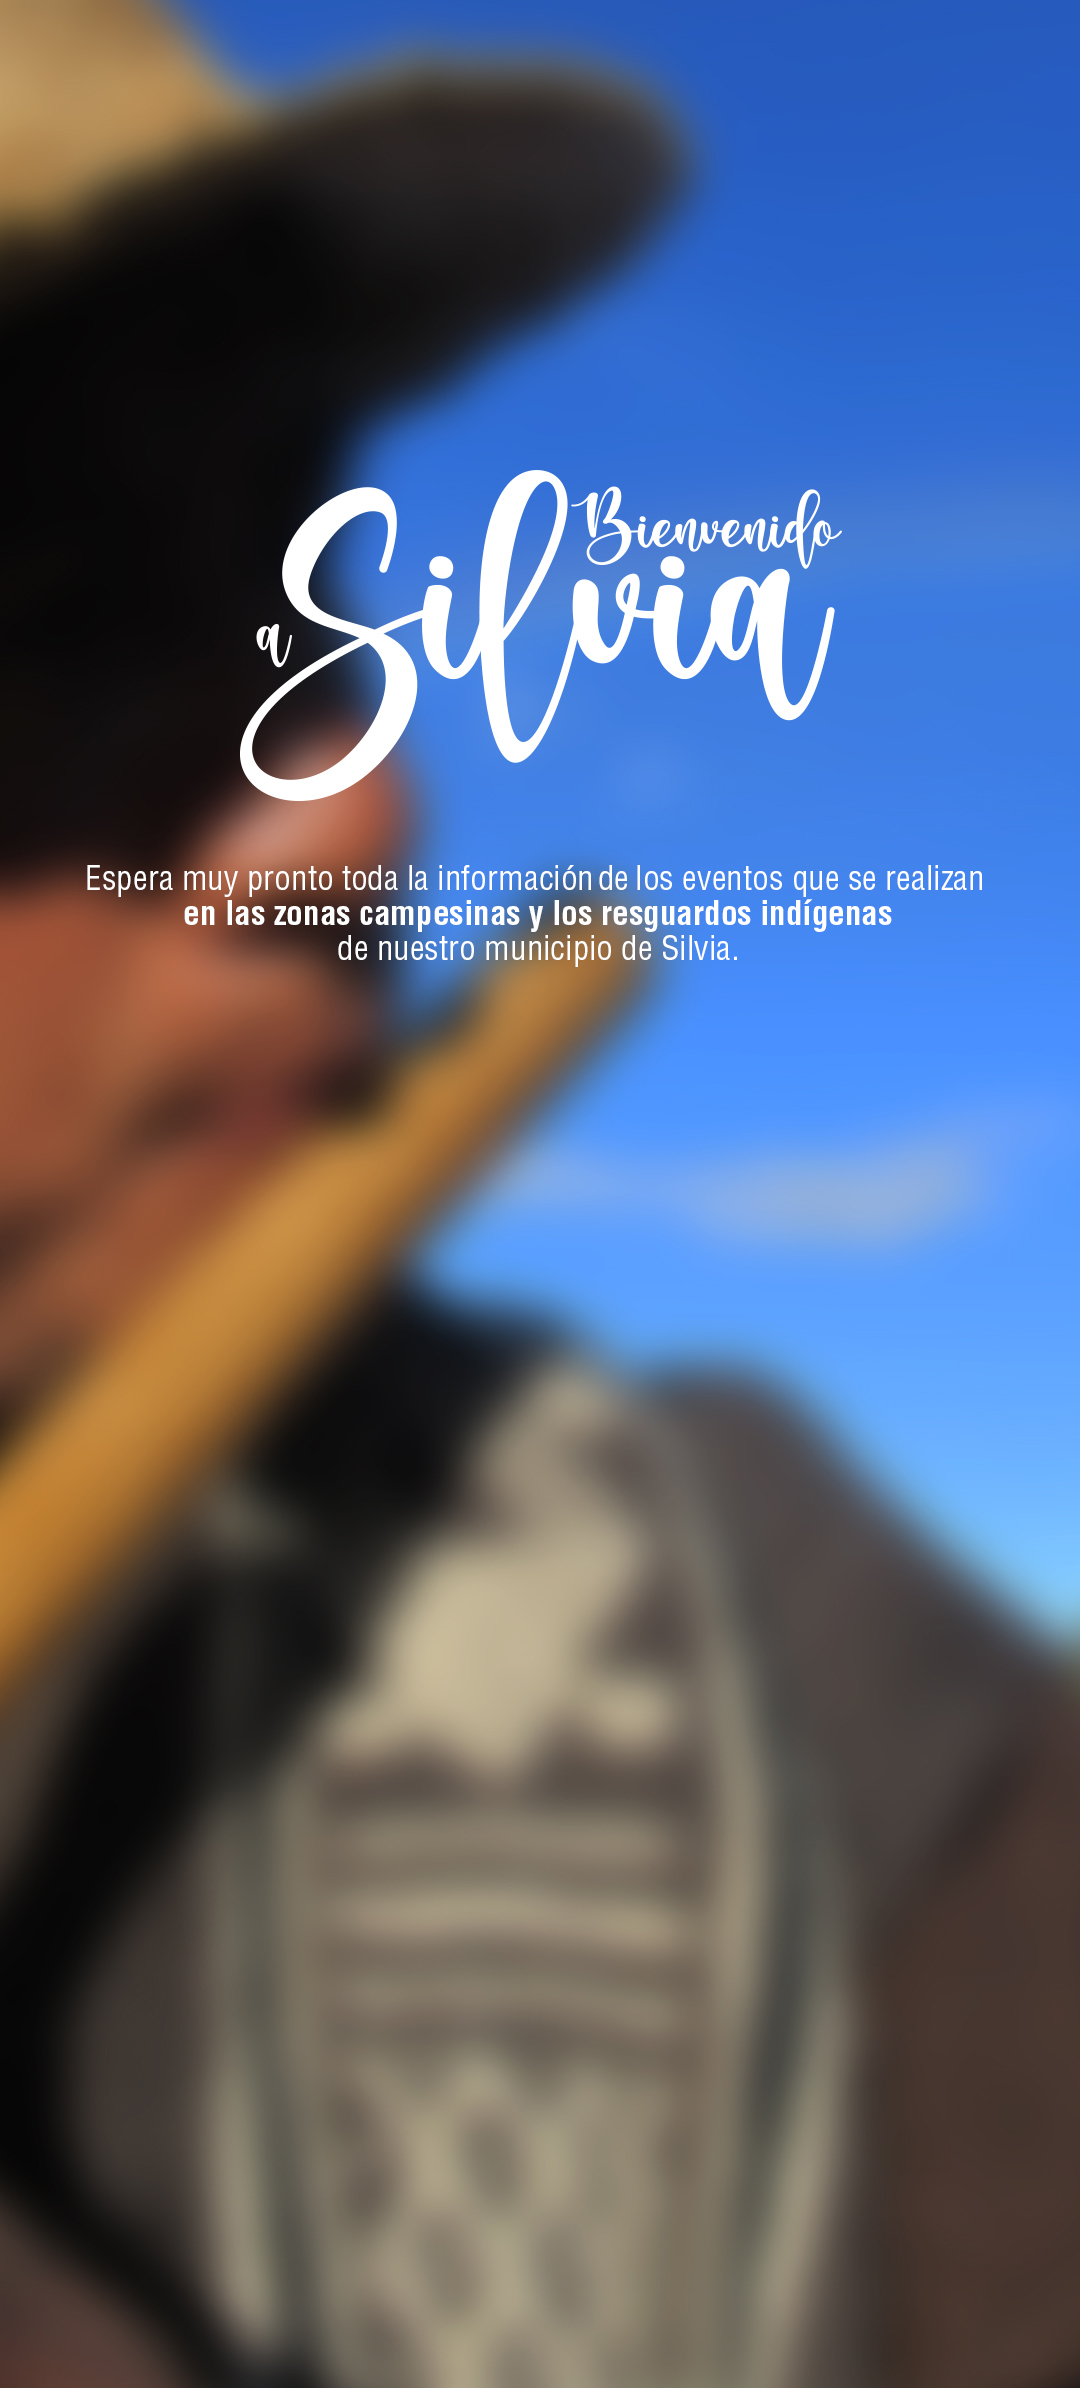 Bienvenido
a Silvia
Espera muy pronto toda la información de los eventos que se realizan
en las zonas campesinas y los resguardos indígenas
de nuestro municipio de Silvia.